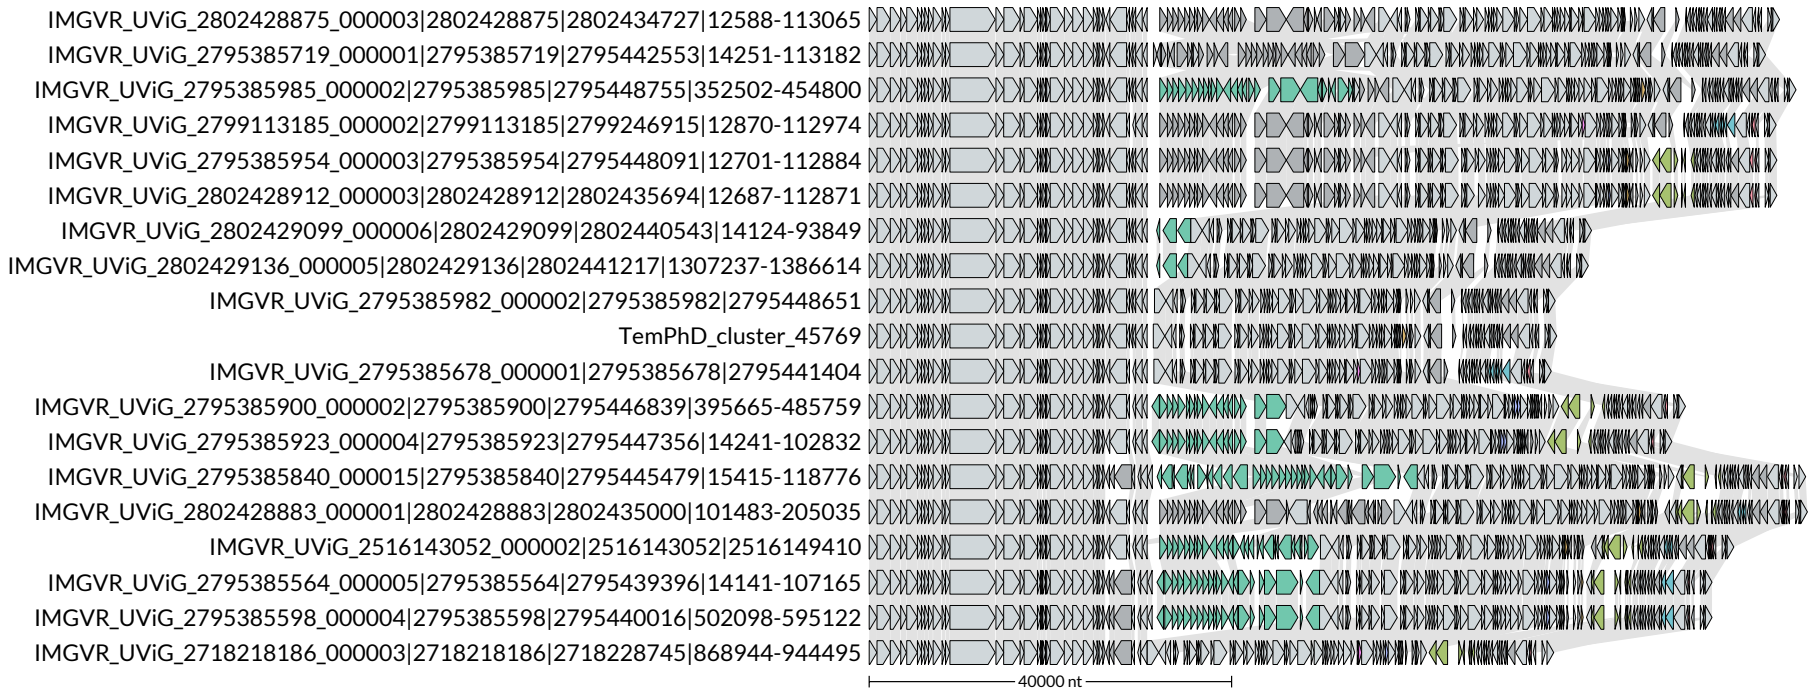 IMGVR_UViG_2802428875_000003|2802428875|2802434727|12588-113065
IMGVR_UViG_2795385719_000001|2795385719|2795442553|14251-113182
IMGVR_UViG_2795385985_000002|2795385985|2795448755|352502-454800
IMGVR_UViG_2799113185_000002|2799113185|2799246915|12870-112974
IMGVR_UViG_2795385954_000003|2795385954|2795448091|12701-112884
IMGVR_UViG_2802428912_000003|2802428912|2802435694|12687-112871
IMGVR_UViG_2802429099_000006|2802429099|2802440543|14124-93849
IMGVR_UViG_2802429136_000005|2802429136|2802441217|1307237-1386614
IMGVR_UViG_2795385982_000002|2795385982|2795448651
TemPhD_cluster_45769
IMGVR_UViG_2795385678_000001|2795385678|2795441404
IMGVR_UViG_2795385900_000002|2795385900|2795446839|395665-485759
IMGVR_UViG_2795385923_000004|2795385923|2795447356|14241-102832
IMGVR_UViG_2795385840_000015|2795385840|2795445479|15415-118776
IMGVR_UViG_2802428883_000001|2802428883|2802435000|101483-205035
IMGVR_UViG_2516143052_000002|2516143052|2516149410
IMGVR_UViG_2795385564_000005|2795385564|2795439396|14141-107165
IMGVR_UViG_2795385598_000004|2795385598|2795440016|502098-595122
IMGVR_UViG_2718218186_000003|2718218186|2718228745|868944-944495
40000 nt